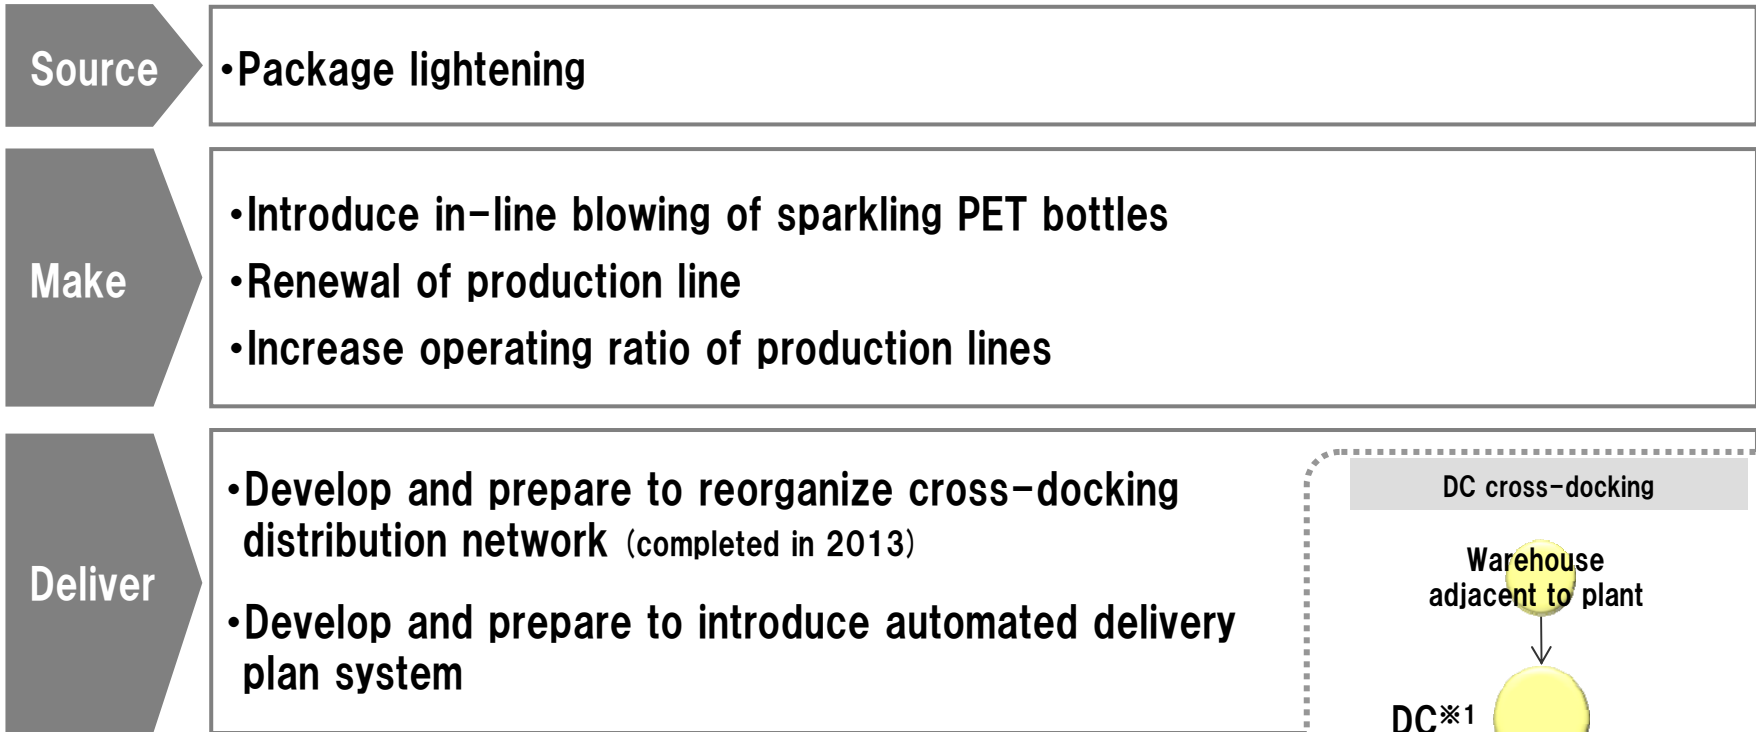 Source
・Package lightening
Make
・Introduce in-line blowing of sparkling PET bottles
・Renewal of production line
・Increase operating ratio of production lines
Deliver
・Develop and prepare to reorganize cross-docking
distribution network (completed in 2013)
・Develop and prepare to introduce automated delivery
plan system
DC cross-docking
Warehouse
adjacent to plant
DC※1